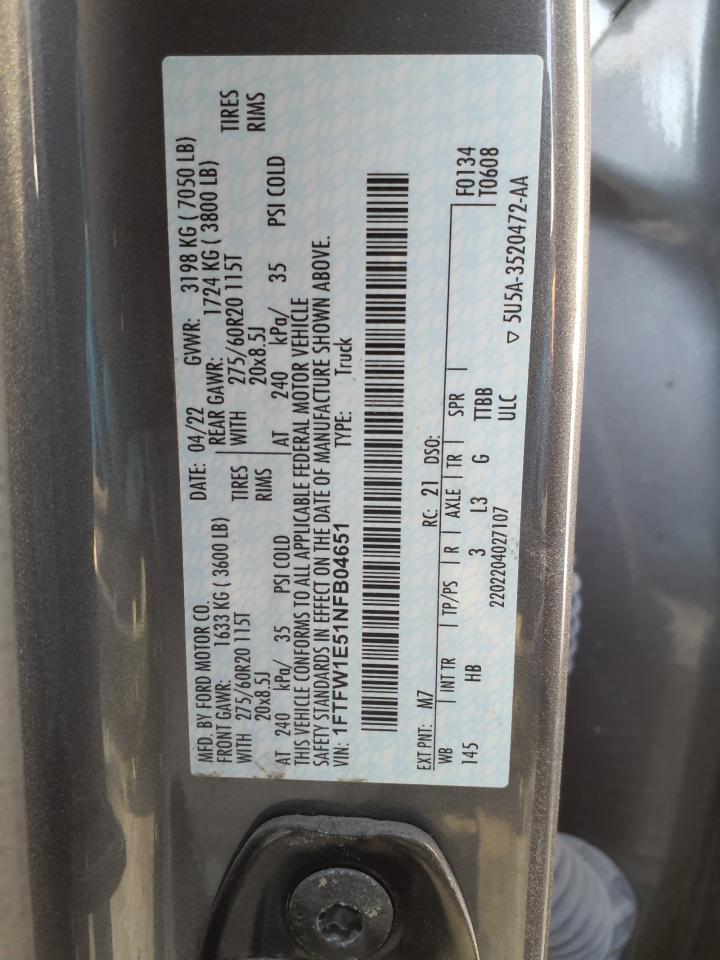 MFD. BY FORD MOTOR CO.
DATE: 04/22 GVWR: 3198 KG ( 7050 LB)
FRONT GAWR: 1633 KG ( 3600 LB) REAR GAWR: 1724 KG ( 3800 LB)
WITH 275/60R20 115T TIRES WITH 275/60R20 115T TIRES
20x8.5J RIMS 20x8.5J RIMS
AT 240 kPa/ 35 PSI COLD AT 240 kPa/ 35 PSI COLD
THIS VEHICLE CONFORMS TO ALL APPLICABLE FEDERAL MOTOR VEHICLE
SAFETY STANDARDS IN EFFECT ON THE DATE OF MANUFACTURE SHOWN ABOVE.
VIN: 1FTFW1E51NFB04651 TYPE: Truck
EXT PNT: M7 RC: 21 DSO: F0134
WB INT TR TP/PS R AXLE TR SPR T0608
145 HB 3 L3 G TTBB
2202204027107 ULC ▽ 5U5A-3520472-AA